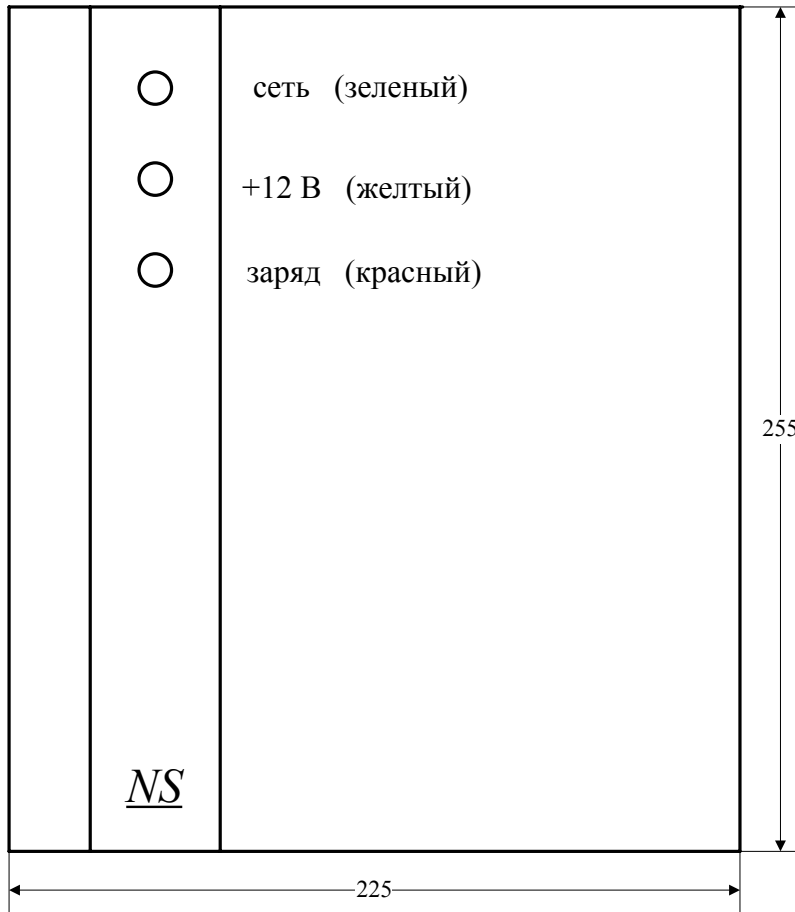 сеть (зеленый)
+12 В (желтый)
заряд (красный)
255
NS
225